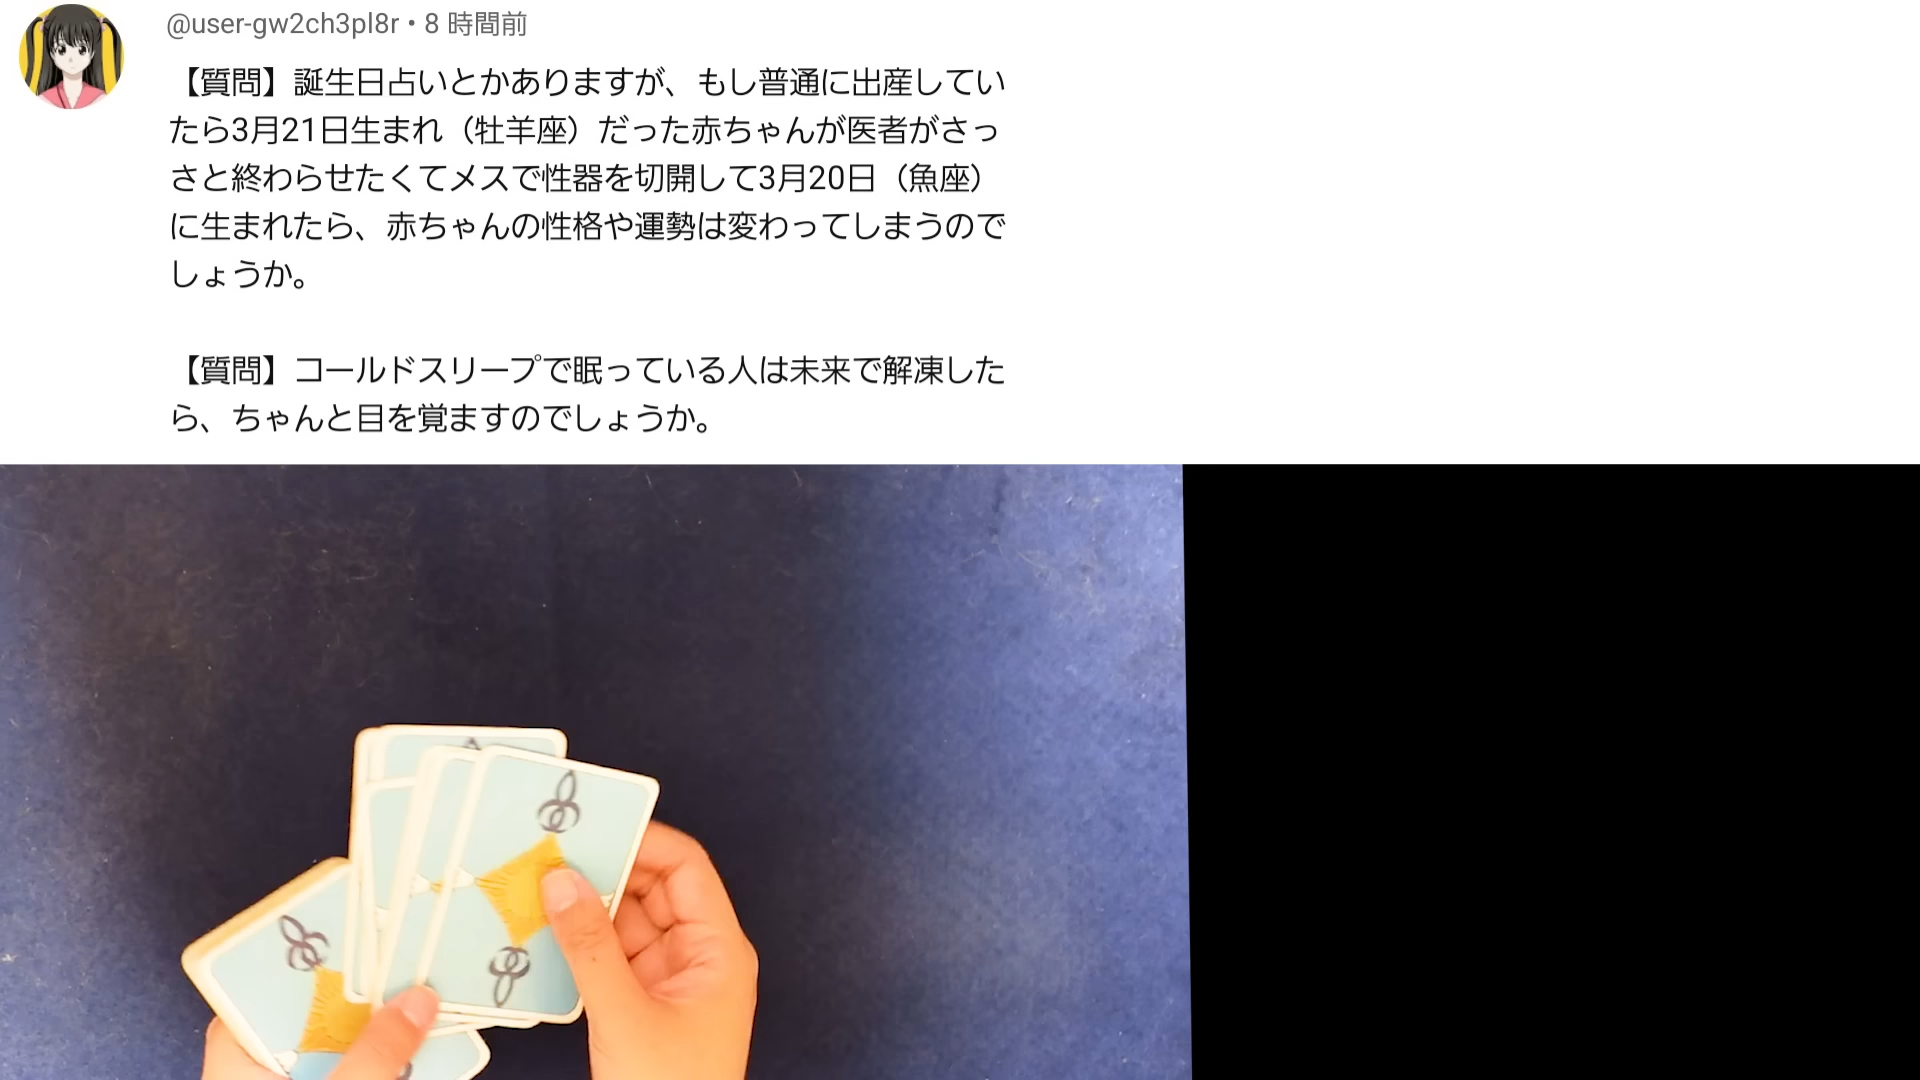 @user-gw2ch3pl8r • 8 時間前
【質問】誕生日占いとかありますが、もし普通に出産してい
たら3月21日生まれ（牡羊座）だった赤ちゃんが医者がさっ
さと終わらせたくてメスで性器を切開して3月20日（魚座）
に生まれたら、赤ちゃんの性格や運勢は変わってしまうので
しょうか。
【質問】コールドスリープで眠っている人は未来で解凍した
ら、ちゃんと目を覚ますのでしょうか。